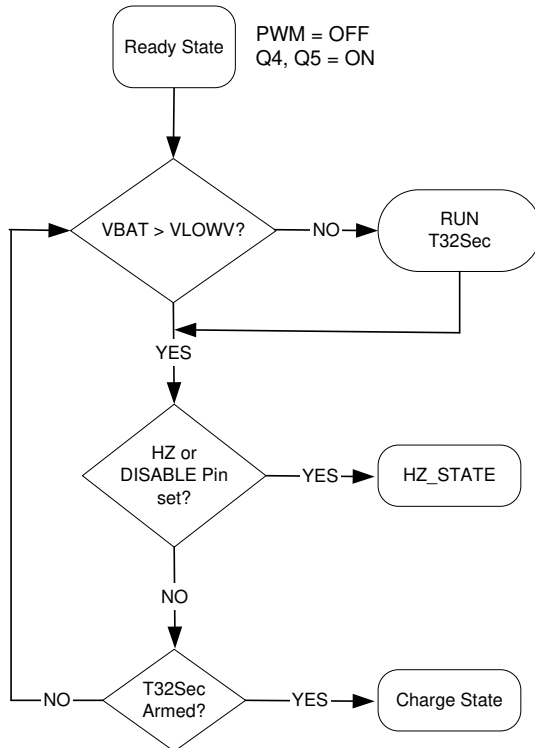 Ready State
PWM = OFF
Q4, Q5 = ON
VBAT > VLOWV?
NO
RUN
T32Sec
YES
HZ or
DISABLE Pin
set?
YES
HZ_STATE
NO
NO
T32Sec
Armed?
YES
Charge State